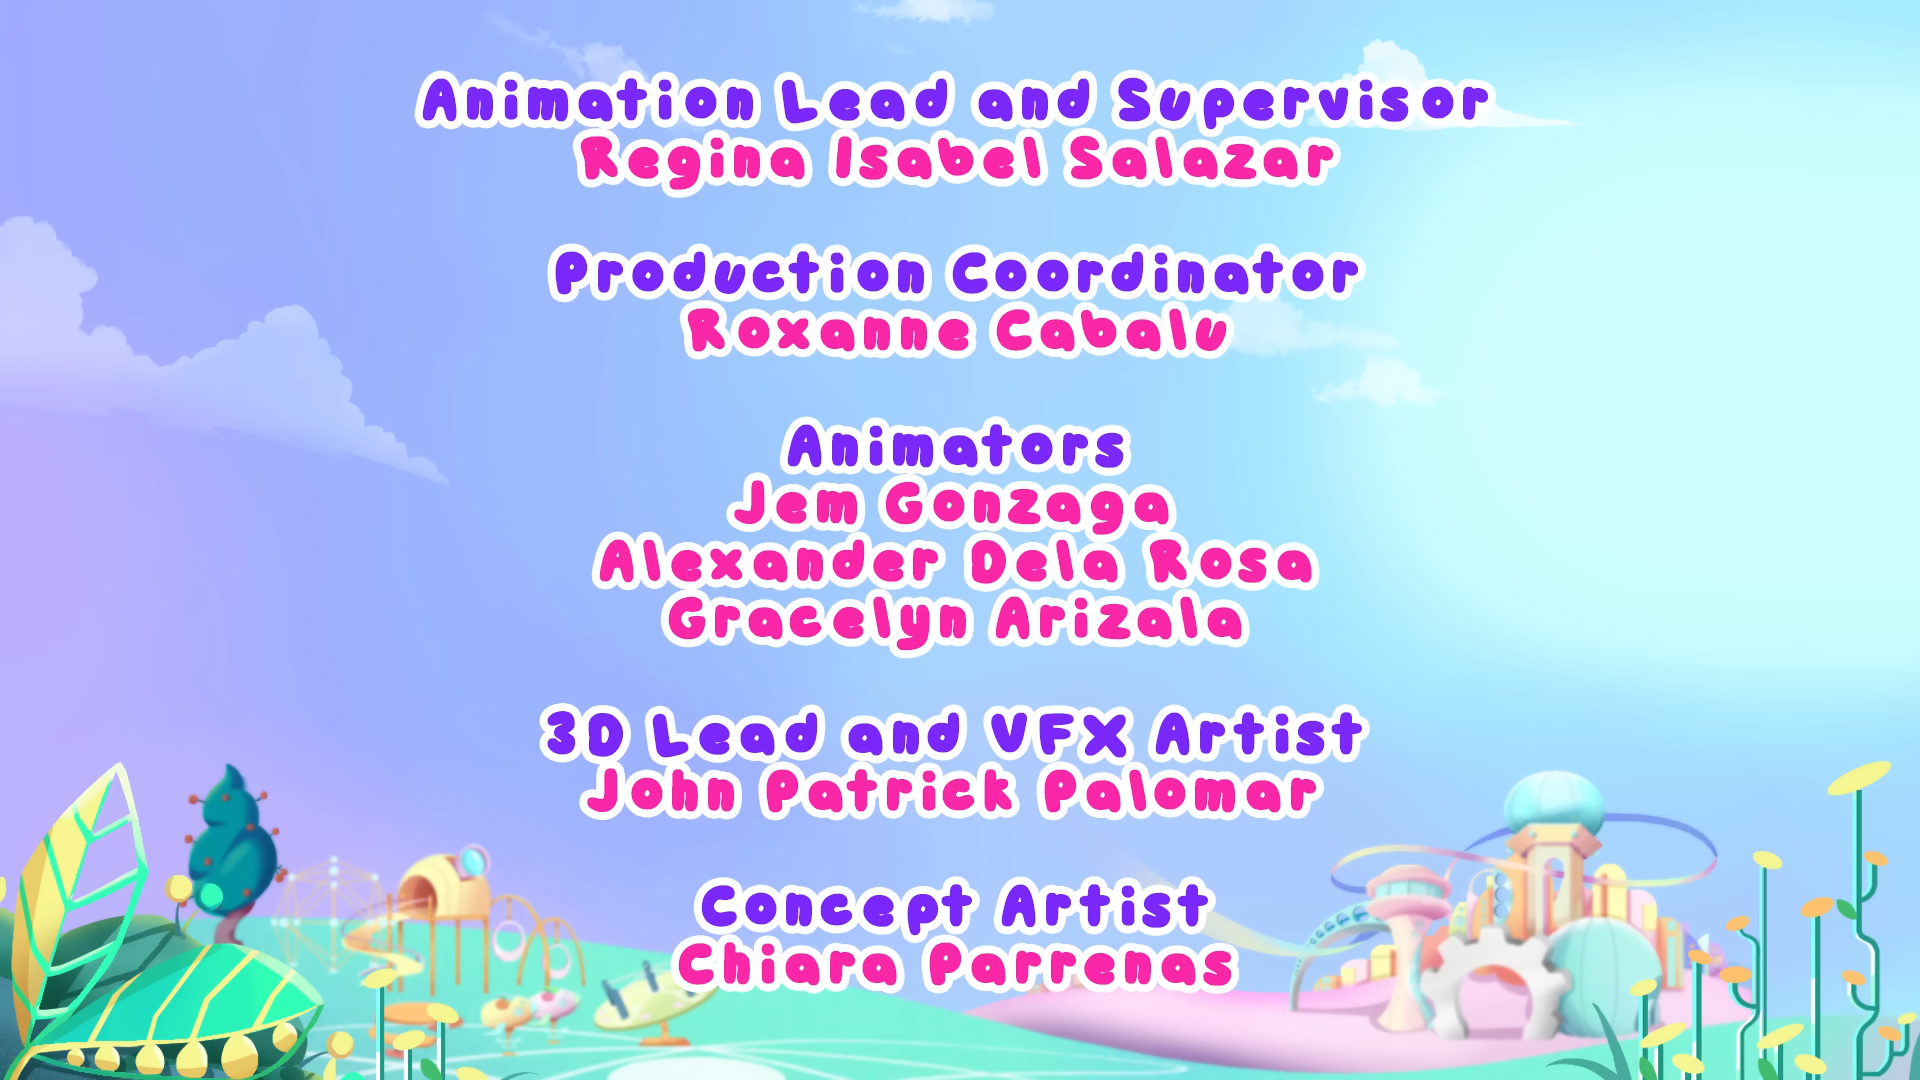 Animation Lead and Supervisor
Regina Isabel Salazar
Production Coordinator
Roxanne Cabalu
Animators
Jem Gonzaga
Alexander Dela Rosa
Gracelyn Arizala
3D Lead and VFX Artist
John Patrick Palomar
Concept Artist
Chiara Parrenas